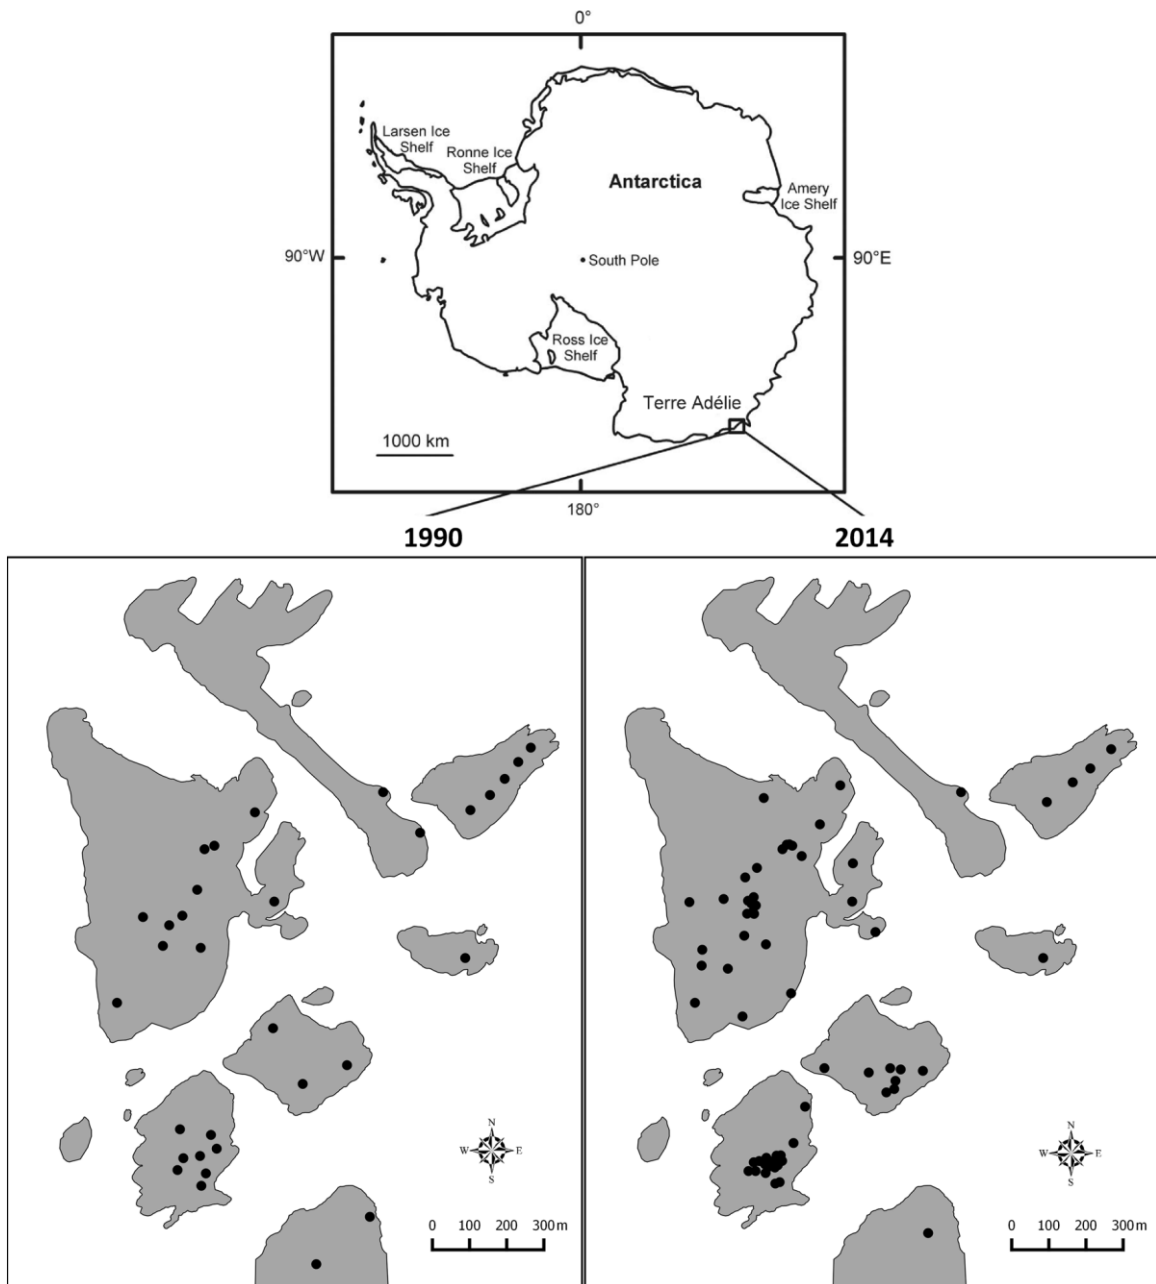 0°
Larsen Ice
Shelf
Ronne Ice
Shelf
Antarctica
Amery
Ice Shelf
90°W
South Pole
90°E
Ross Ice
Shelf
Terre Adélie
1000 km
180°
1990
2014
N
W E
S
0 100 200 300 m
N
W E
S
0 100 200 300 m